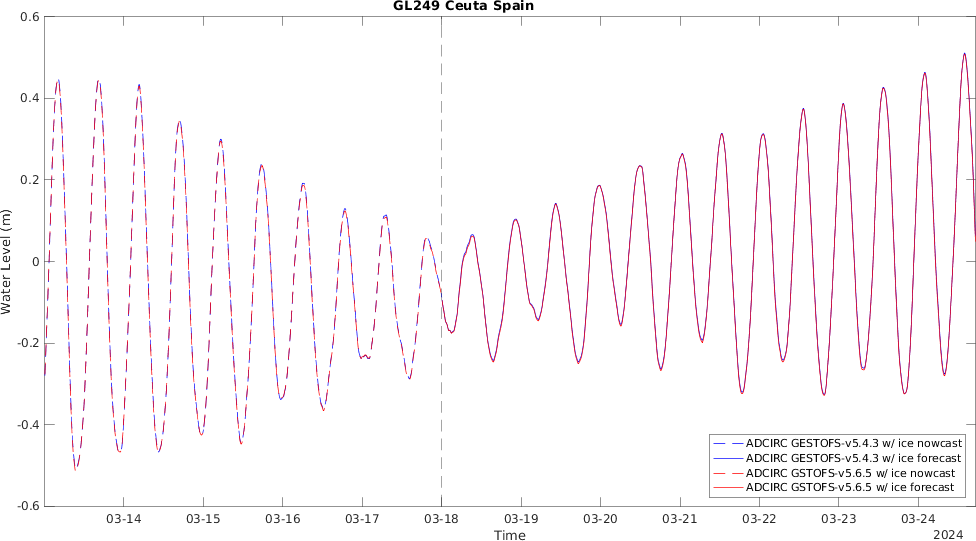 GL249 Ceuta Spain
0.6
0.4
0.2
0
-0.2
-0.4
-0.6
Water Level (m)
03-14
03-15
03-16
03-17
03-18
03-19
03-20
03-21
03-22
03-23
03-24
Time
2024
ADCIRC GESTOFS-v5.4.3 w/ ice nowcast
ADCIRC GESTOFS-v5.4.3 w/ ice forecast
ADCIRC GSTOFS-v5.6.5 w/ ice nowcast
ADCIRC GSTOFS-v5.6.5 w/ ice forecast